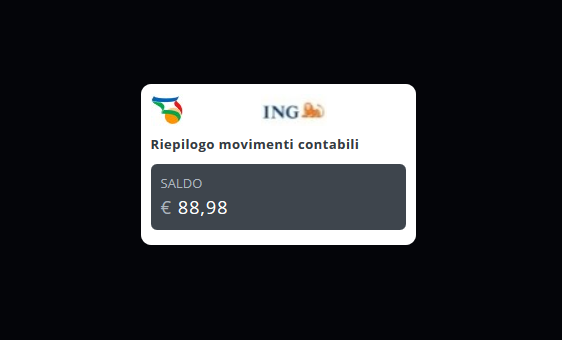 ING
Riepilogo movimenti contabili
SALDO
€ 88,98